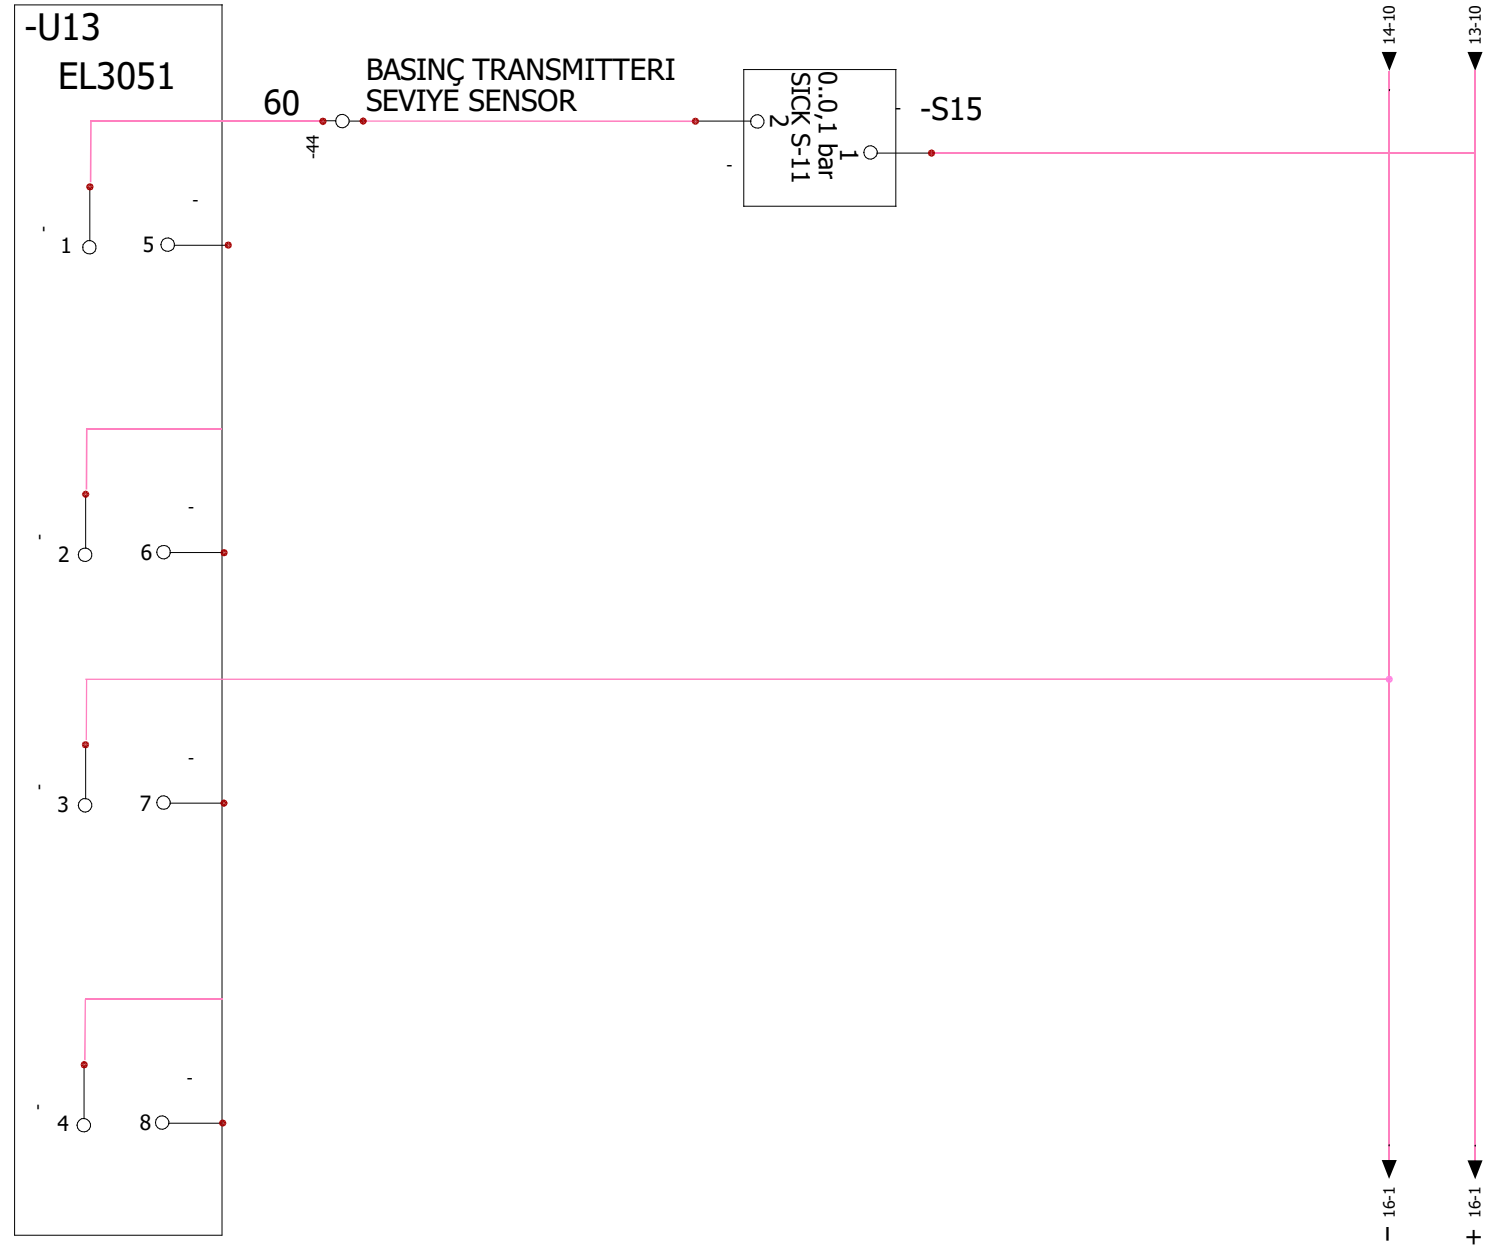 -U13
EL3051
60
-44
BASINÇ TRANSMITTERI
SEVIYE SENSOR
0..0,1 bar
SICK S-11
2
1
-S15
14-10
13-10
1
5
2
6
3
7
4
8
- 16-1
+ 16-1